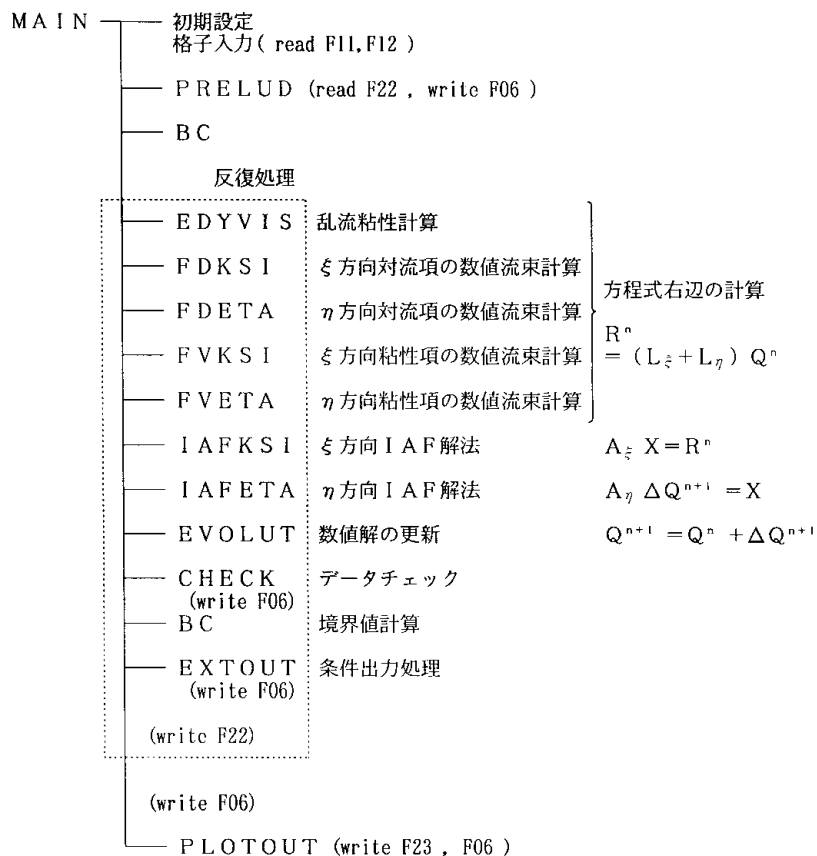 MAIN 初期設定
格子入力( read F11,F12 )
PRELUD (read F22 , write F06 )
BC
反復処理
EDYVIS 乱流粘性計算
FDKSI ξ方向対流項の数値流束計算
FDETA η方向対流項の数値流束計算
方程式右辺の計算
Rⁿ
FVKSI ξ方向粘性項の数値流束計算 = (L_ξ+L_η) Qⁿ
FVETA η方向粘性項の数値流束計算
IAFKSI ξ方向IAF解法 A_ξ X=Rⁿ
IAFETA η方向IAF解法 A_η ΔQⁿ⁺¹ =X
EVOLUT 数値解の更新 Qⁿ⁺¹ =Qⁿ +ΔQⁿ⁺¹
CHECK データチェック
(write F06)
BC 境界値計算
EXTOUT 条件出力処理
(write F06)
(write F22)
(write F06)
PLOTOUT (write F23 , F06 )